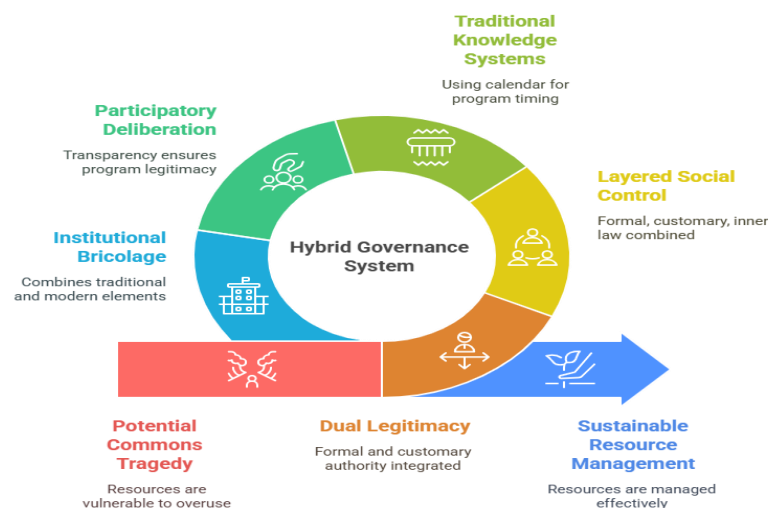 Traditional
Knowledge
Systems
Using calendar for
program timing
Participatory
Deliberation
Transparency ensures
program legitimacy
Layered Social
Control
Formal, customary, inner
law combined
Institutional
Bricolage
Combines traditional
and modern elements
Hybrid Governance
System
Potential
Commons
Tragedy
Resources are
vulnerable to overuse
Dual Legitimacy
Formal and customary
authority integrated
Sustainable
Resource
Management
Resources are managed
effectively